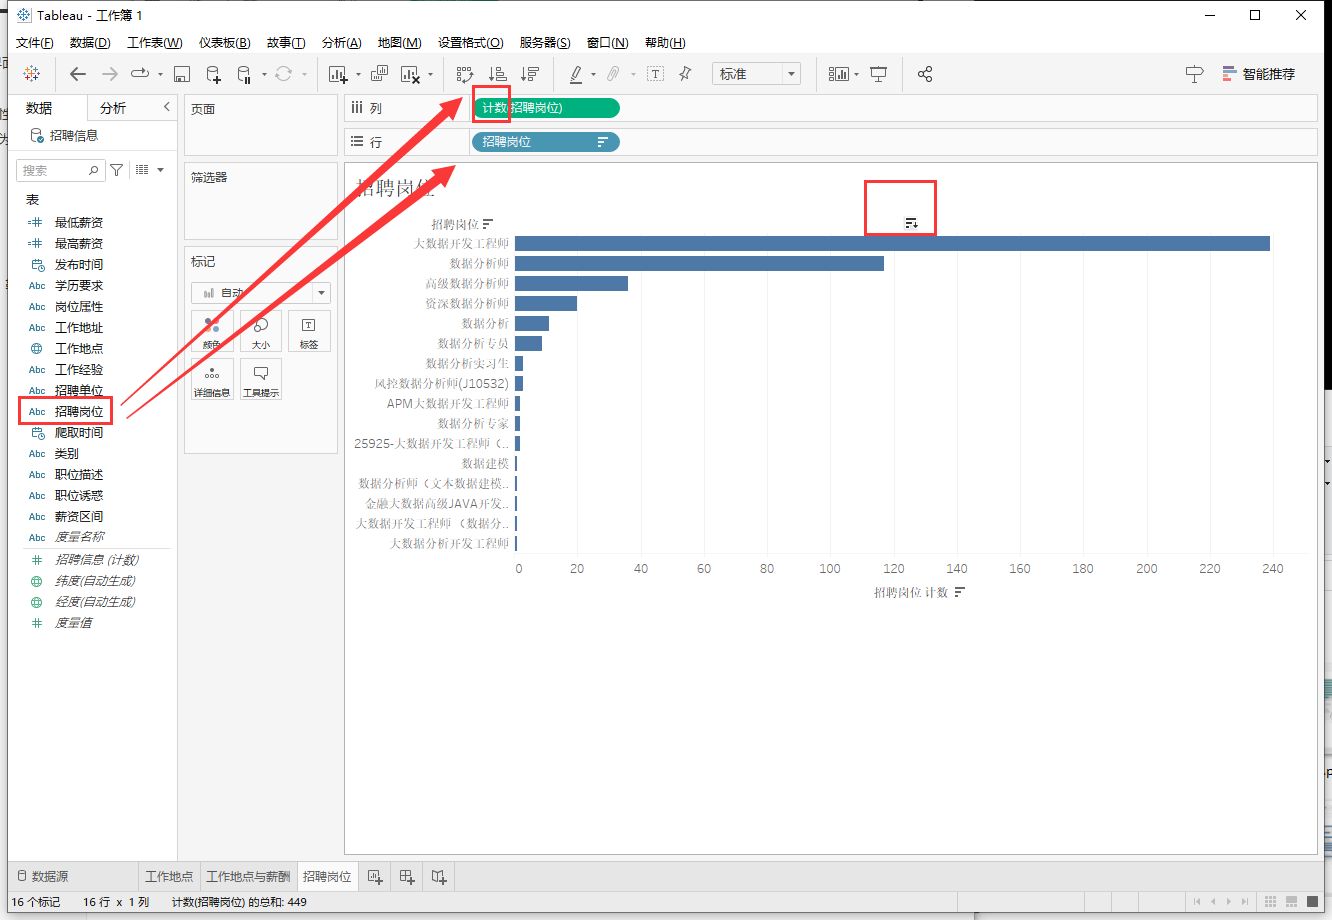 Tableau - 工作簿 1
文件(F) 数据(D) 工作表(W) 仪表板(B) 故事(T) 分析(A) 地图(M) 设置格式(O) 服务器(S) 窗口(N) 帮助(H)
标准
智能推荐
数据 分析
招聘信息
搜索
表
最低薪资
最高薪资
发布时间
Abc 学历要求
Abc 岗位属性
Abc 工作地址
工作地点
Abc 工作经验
Abc 招聘单位
Abc 招聘岗位
爬取时间
Abc 类别
Abc 职位描述
Abc 职位诱惑
Abc 薪资区间
Abc 度量名称
招聘信息 (计数)
纬度(自动生成)
经度(自动生成)
度量值
页面
筛选器
标记
自动
颜色 大小 标签
详细信息 工具提示
列 计数(招聘岗位)
行 招聘岗位
招聘岗位
招聘岗位
大数据开发工程师
数据分析师
高级数据分析师
资深数据分析师
数据分析
数据分析专员
数据分析实习生
风控数据分析师(J10532)
APM大数据开发工程师
数据分析专家
25925-大数据开发工程师（..
数据建模
数据分析师（文本数据建模..
金融大数据高级JAVA开发..
大数据开发工程师（数据分..
大数据分析开发工程师
0 20 40 60 80 100 120 140 160 180 200 220 240
招聘岗位 计数
数据源 工作地点 工作地点与薪酬 招聘岗位
16 个标记 16 行 x 1 列 计数(招聘岗位) 的总和: 449